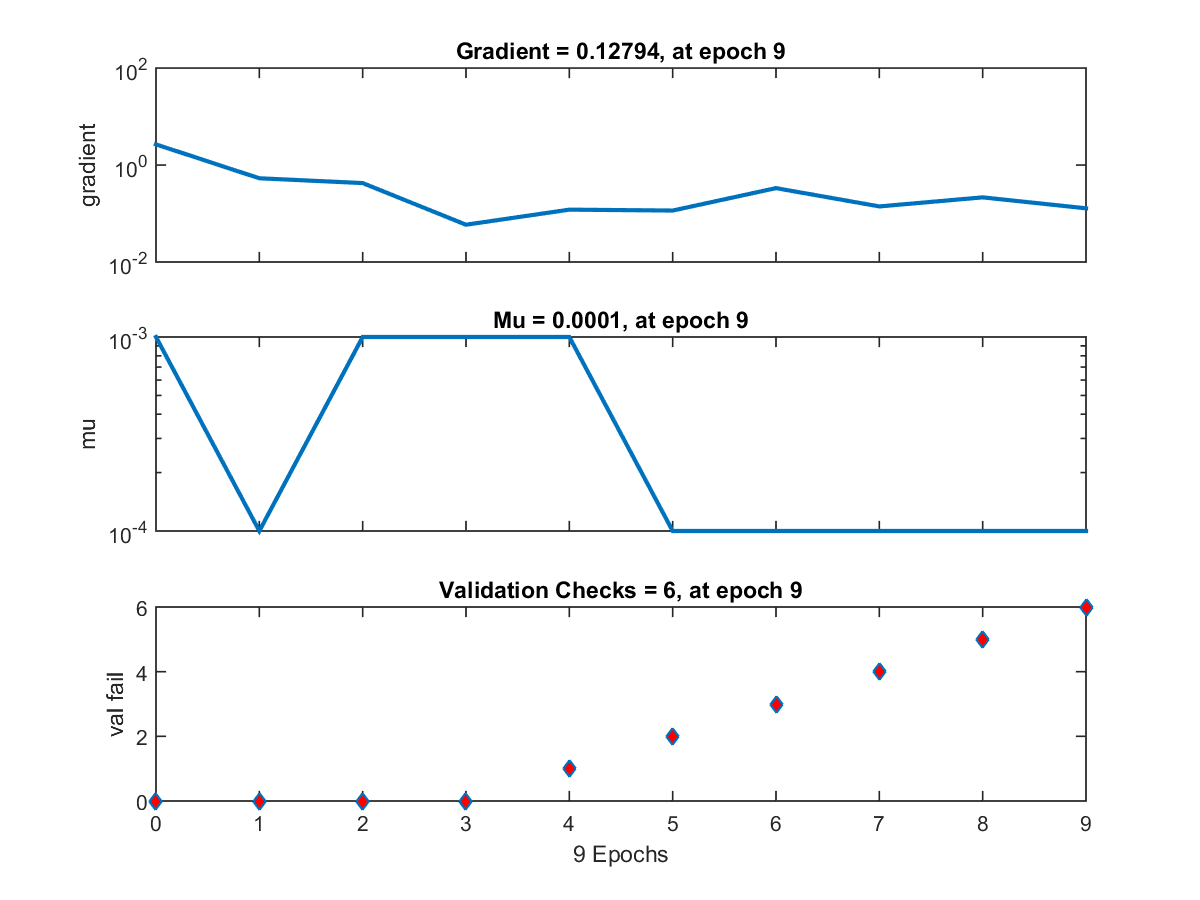 Gradient = 0.12794, at epoch 9
10^2
10^0
10^-2
gradient
Mu = 0.0001, at epoch 9
10^-3
10^-4
mu
Validation Checks = 6, at epoch 9
6
4
2
0
val fail
0 1 2 3 4 5 6 7 8 9
9 Epochs